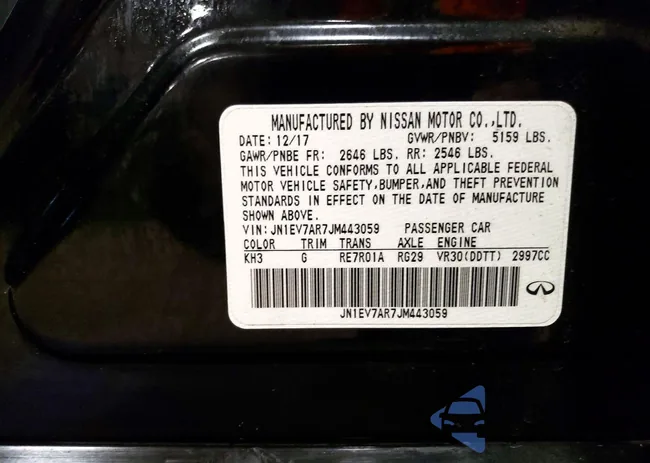 MANUFACTURED BY NISSAN MOTOR CO.,LTD.
DATE: 12/17 GVWR/PNBV: 5159 LBS.
GAWR/PNBE FR: 2646 LBS. RR: 2546 LBS.
THIS VEHICLE CONFORMS TO ALL APPLICABLE FEDERAL
MOTOR VEHICLE SAFETY,BUMPER,AND THEFT PREVENTION
STANDARDS IN EFFECT ON THE DATE OF MANUFACTURE
SHOWN ABOVE.
VIN: JN1EV7AR7JM443059 PASSENGER CAR
COLOR TRIM TRANS AXLE ENGINE
KH3 G RE7R01A RG29 VR30(DDTT) 2997CC
JN1EV7AR7JM443059